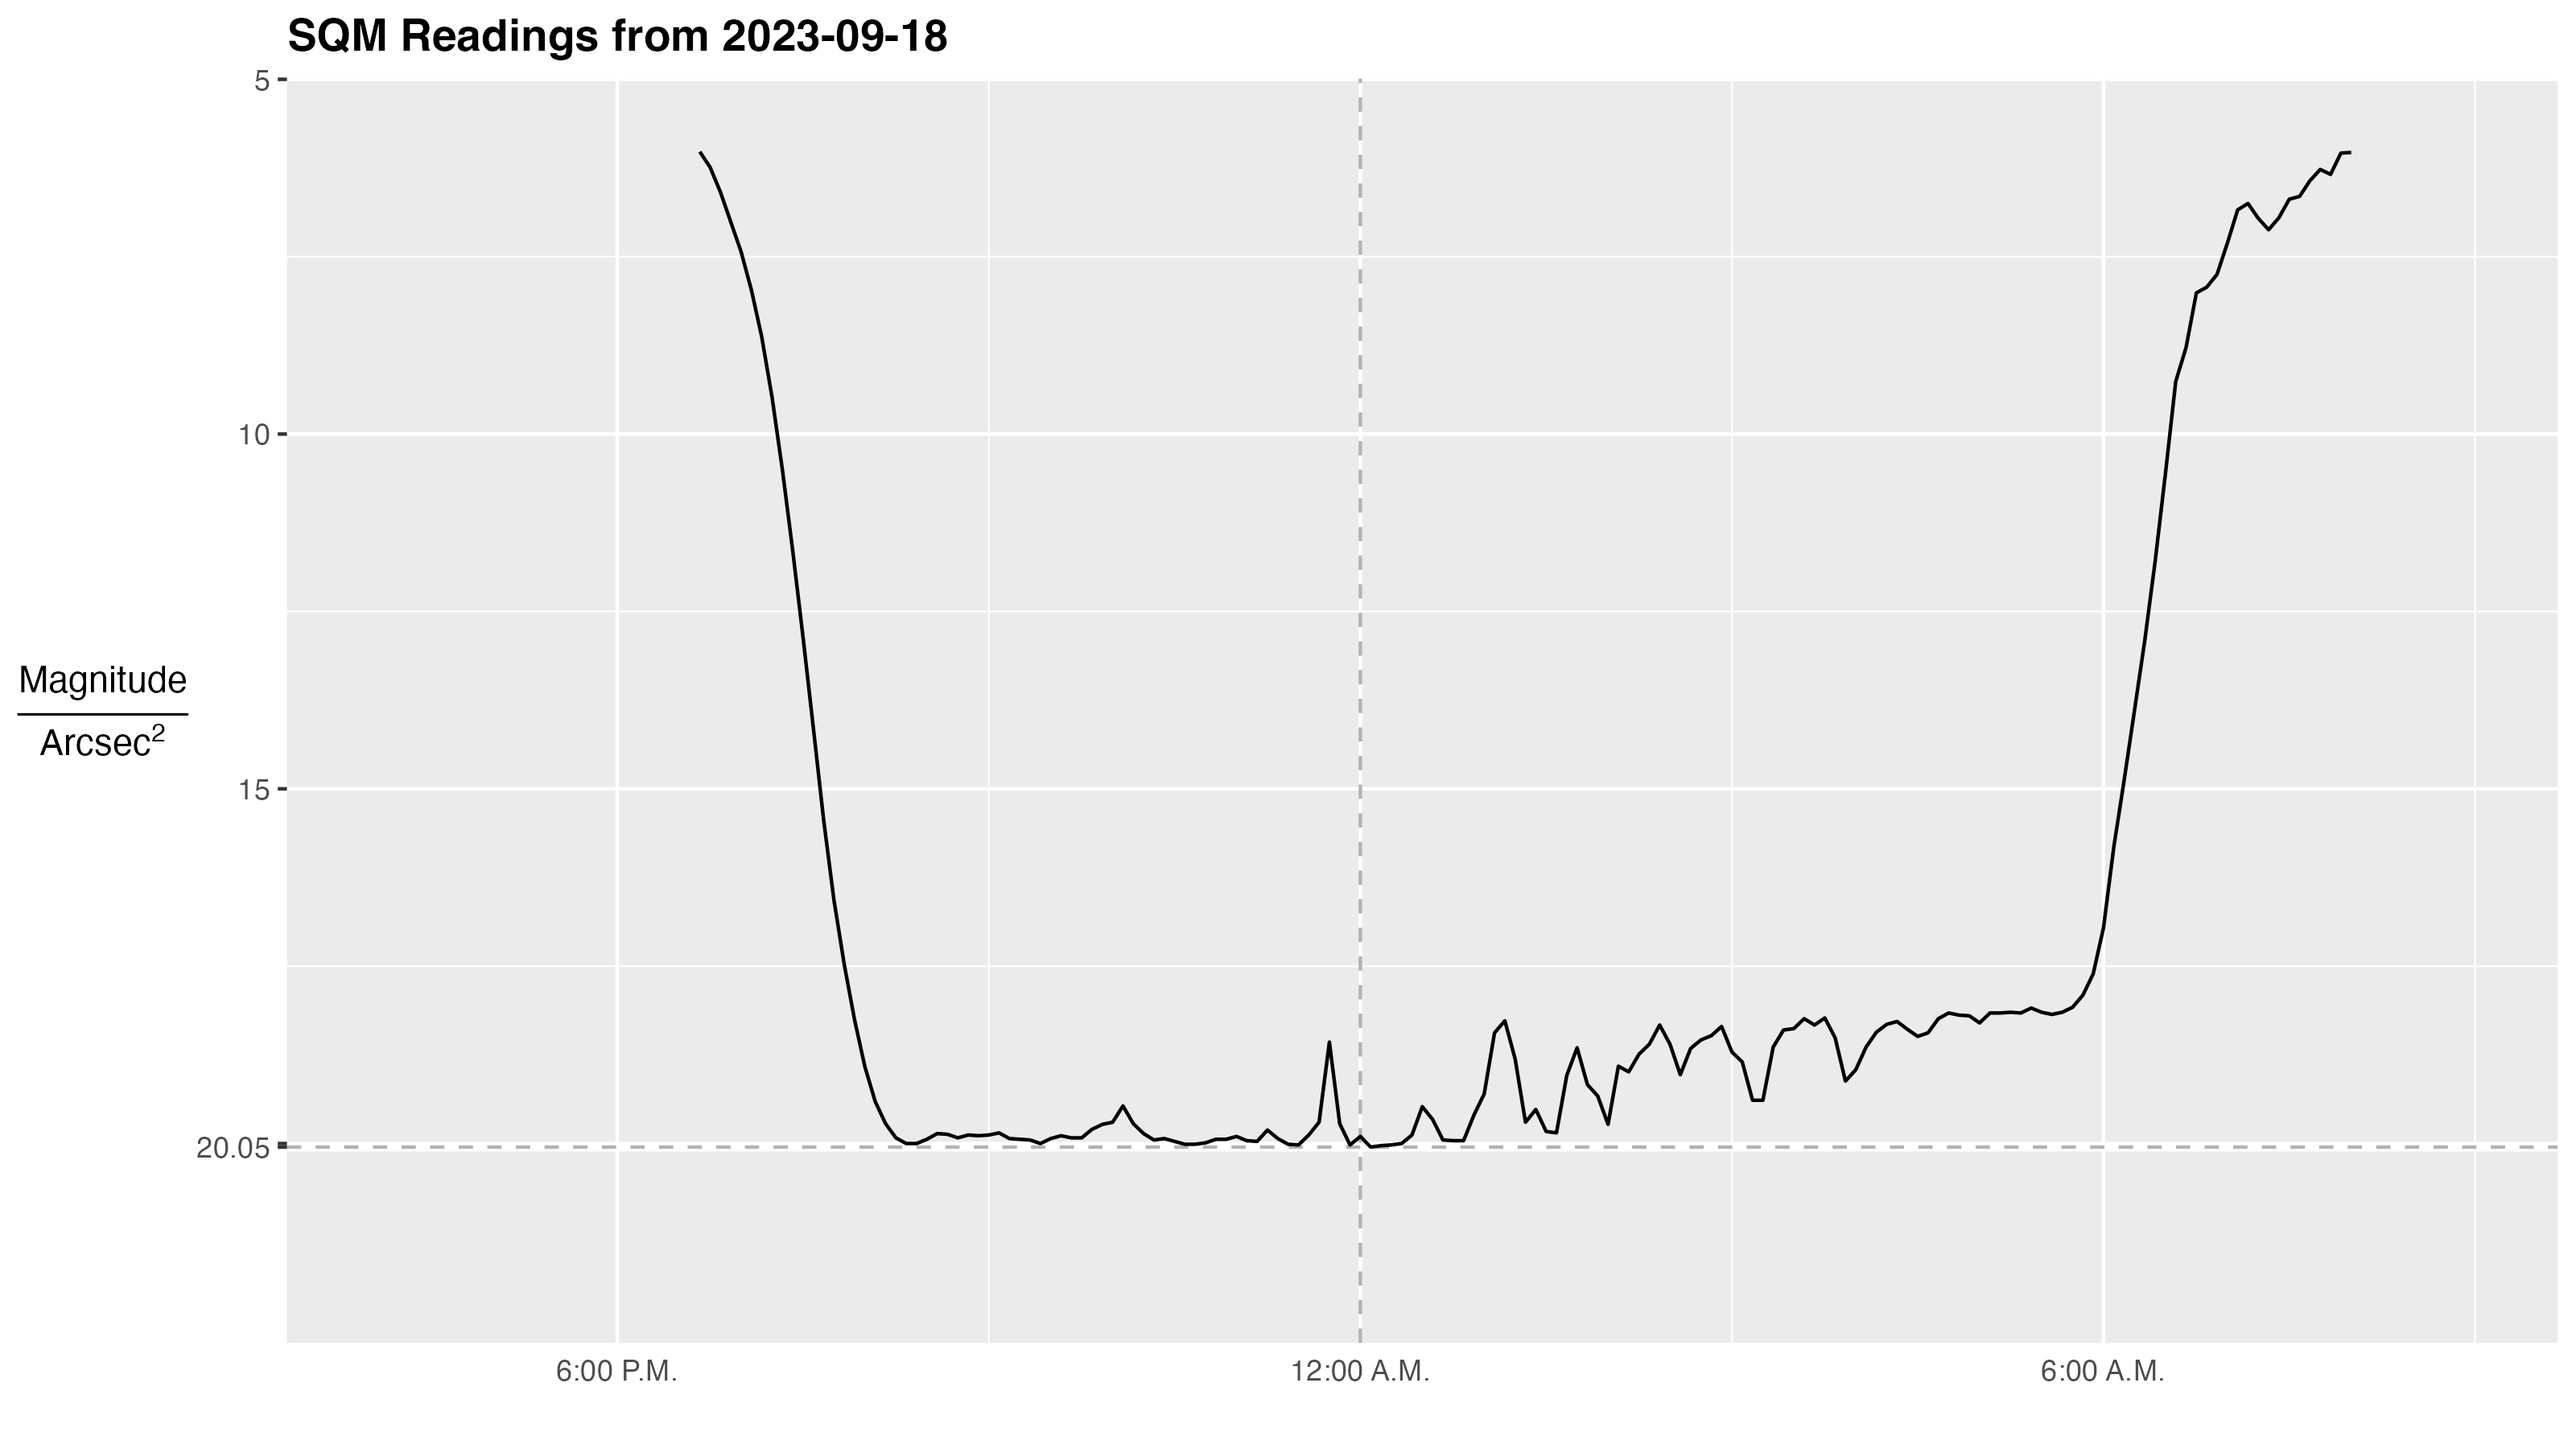 SQM Readings from 2023-09-18
5
10
15
20.05
Magnitude
Arcsec²
6:00 P.M.
12:00 A.M.
6:00 A.M.